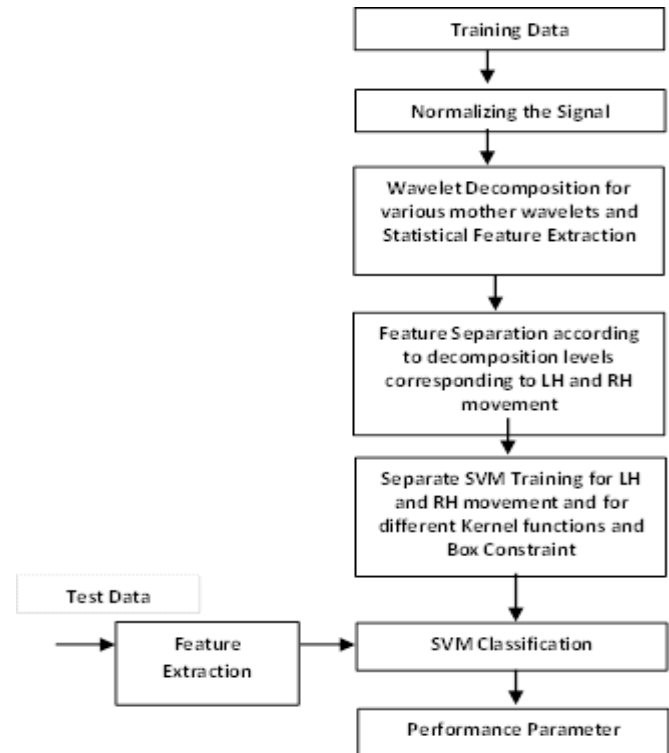 Training Data
Normalizing the Signal
Wavelet Decomposition for
various mother wavelets and
Statistical Feature Extraction
Feature Separation according
to decomposition levels
corresponding to LH and RH
movement
Separate SVM Training for LH
and RH movement and for
different Kernel functions and
Box Constraint
Test Data
Feature
Extraction
SVM Classification
Performance Parameter